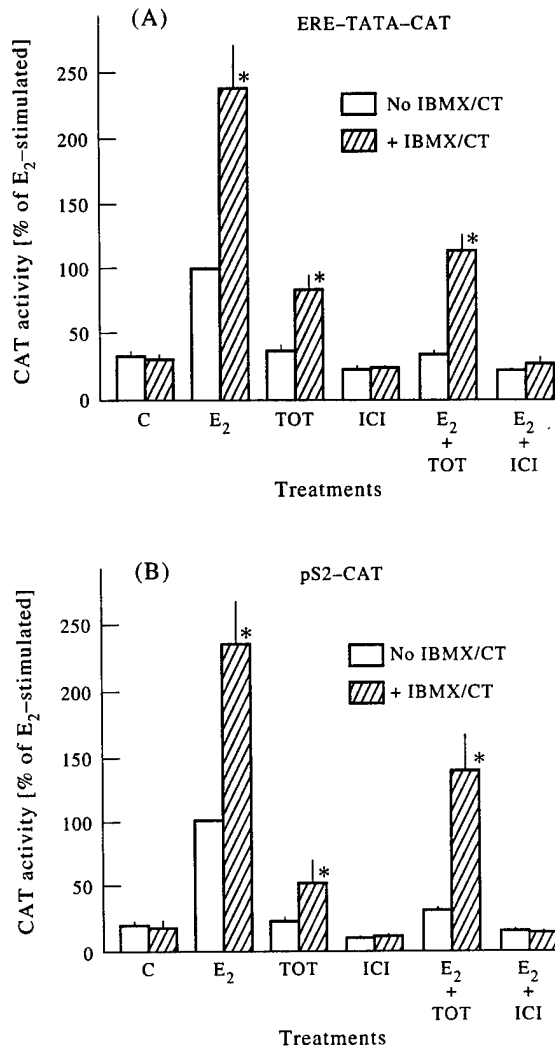 (A) ERE–TATA–CAT
CAT activity [% of E2–stimulated]
250
200
150
100
50
0
No IBMX/CT
+ IBMX/CT
*
*
*
C E2 TOT ICI E2 + TOT E2 + ICI
Treatments
(B) pS2–CAT
CAT activity [% of E2–stimulated]
250
200
150
100
50
0
No IBMX/CT
+ IBMX/CT
*
*
*
C E2 TOT ICI E2 + TOT E2 + ICI
Treatments